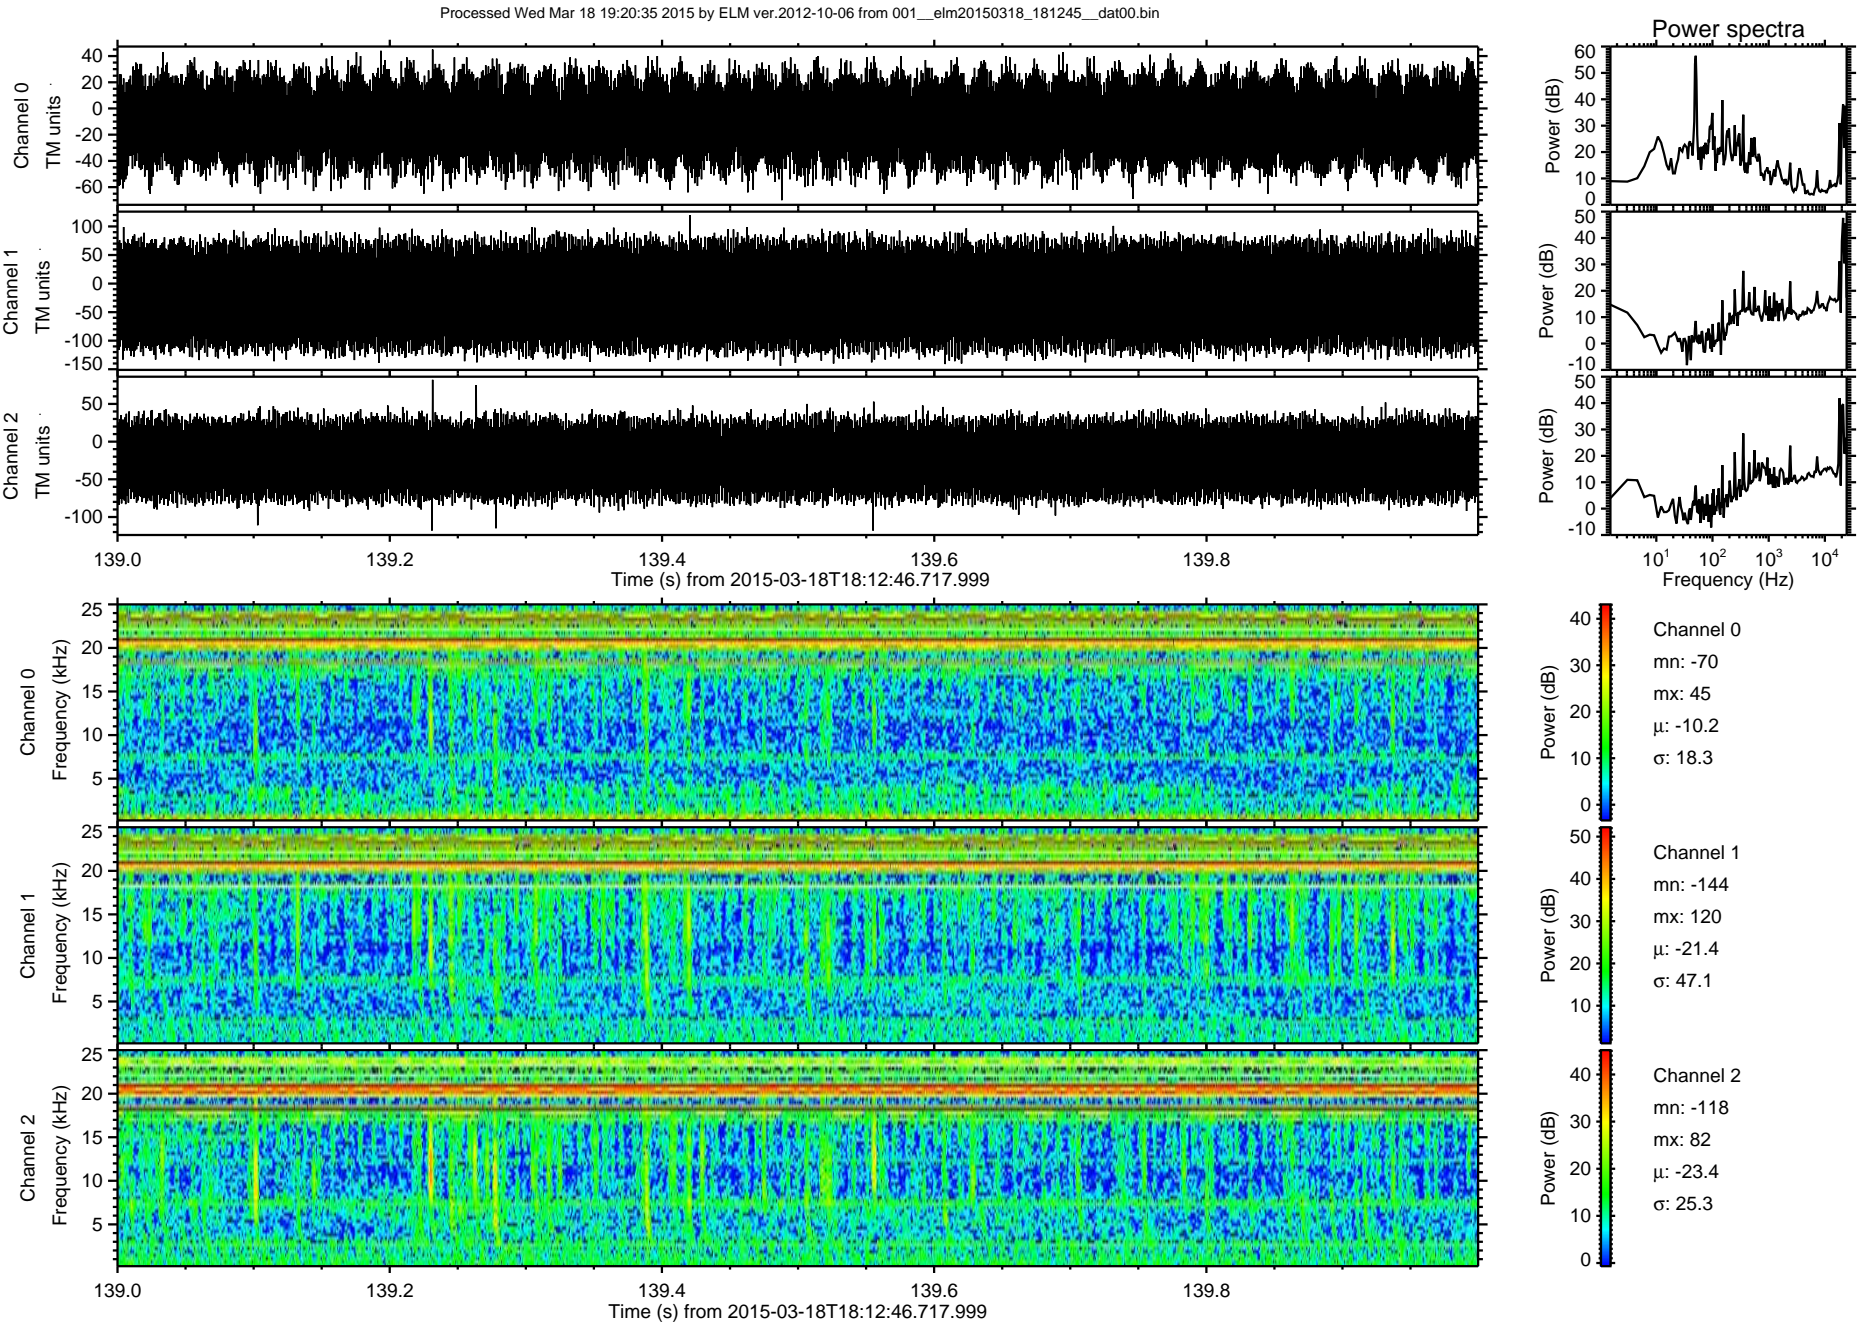 Processed Wed Mar 18 19:20:35 2015 by ELM ver.2012-10-06 from 001__elm20150318_181245__dat00.bin
Power spectra
Channel 0
TM units
40
20
0
-20
-40
-60
Power (dB)
60
50
40
30
20
10
0
Channel 1
TM units
100
50
0
-50
-100
-150
Power (dB)
50
40
30
20
10
0
-10
Channel 2
TM units
50
0
-50
-100
Power (dB)
50
40
30
20
10
0
-10
139.0 139.2 139.4 139.6 139.8
Time (s) from 2015-03-18T18:12:46.717.999
10^1 10^2 10^3 10^4
Frequency (Hz)
Channel 0
Frequency (kHz)
25
20
15
10
5
Power (dB)
40
30
20
10
0
Channel 0
mn: -70
mx: 45
μ: -10.2
σ: 18.3
Channel 1
Frequency (kHz)
25
20
15
10
5
Power (dB)
50
40
30
20
10
Channel 1
mn: -144
mx: 120
μ: -21.4
σ: 47.1
Channel 2
Frequency (kHz)
25
20
15
10
5
Power (dB)
40
30
20
10
0
Channel 2
mn: -118
mx: 82
μ: -23.4
σ: 25.3
139.0 139.2 139.4 139.6 139.8
Time (s) from 2015-03-18T18:12:46.717.999